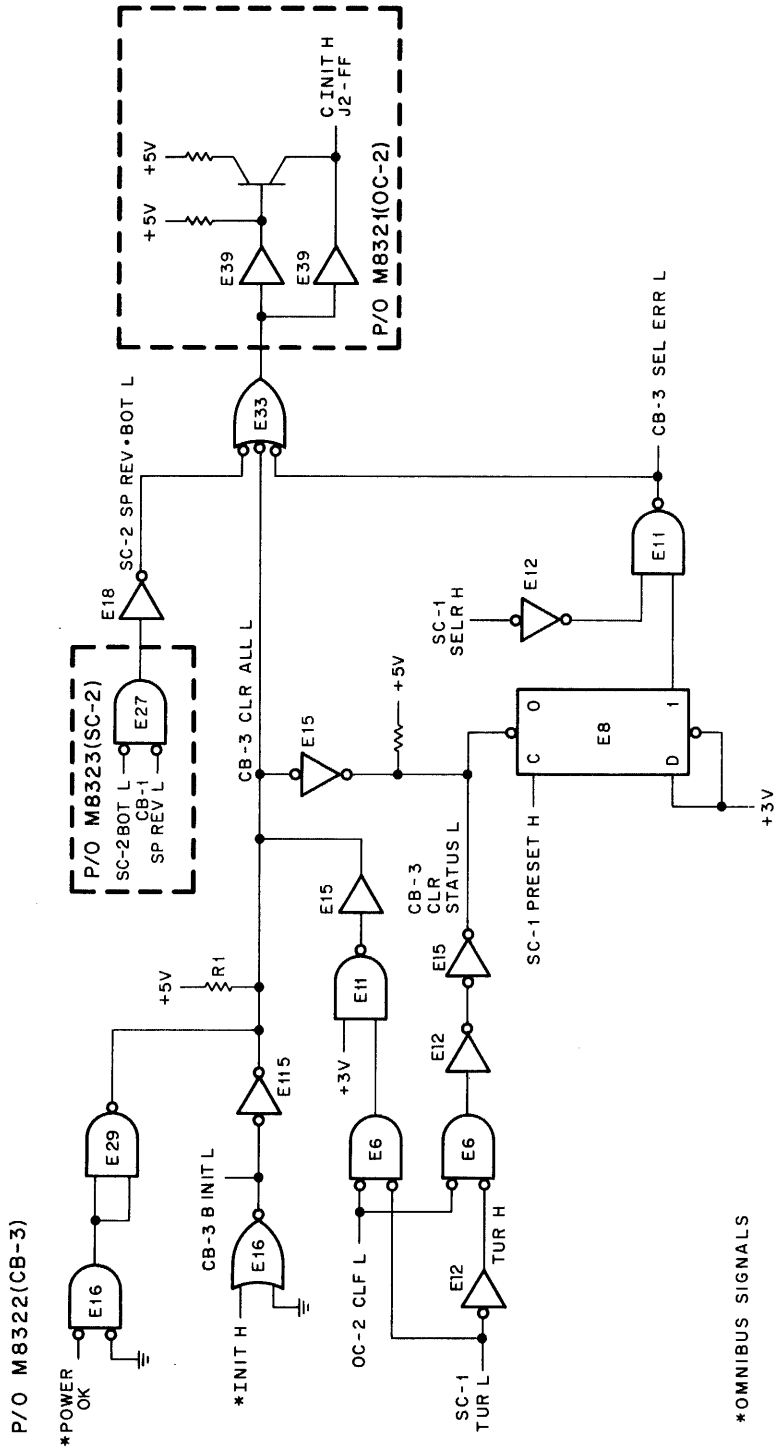 P/O M8322(CB-3)
*POWER
OK
E16
E29
+5V
R1
*INIT H
E16
CB-3 B INIT L
E115
OC-2 CLF L
E6
+3V
E11
E15
SC-1
TUR L
E12
TUR H
E6
E12
E15
CB-3
CLR
STATUS L
CB-3 CLR ALL L
E15
+5V
SC-1 PRESET H
C
O
E8
D
1
+3V
SC-1
SELR H
E12
E11
CB-3 SEL ERR L
P/O M8323(SC-2)
SC-2 BOT L
CB-1
SP REV L
E27
E18
SC-2 SP REV•BOT L
E33
P/O M8321(OC-2)
E39
E39
+5V
+5V
C INIT H
J2-FF
*OMNIBUS SIGNALS